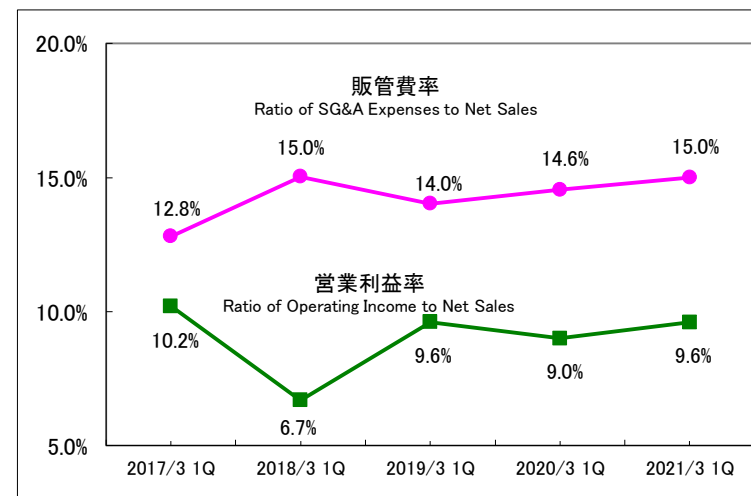 20.0%
販管費率
Ratio of SG&A Expenses to Net Sales
15.0%
15.0%
14.6%
14.0%
15.0%
12.8%
営業利益率
Ratio of Operating Income to Net Sales
10.0%
10.2%
9.6%
9.0%
9.6%
6.7%
5.0%
2017/3 1Q
2018/3 1Q
2019/3 1Q
2020/3 1Q
2021/3 1Q